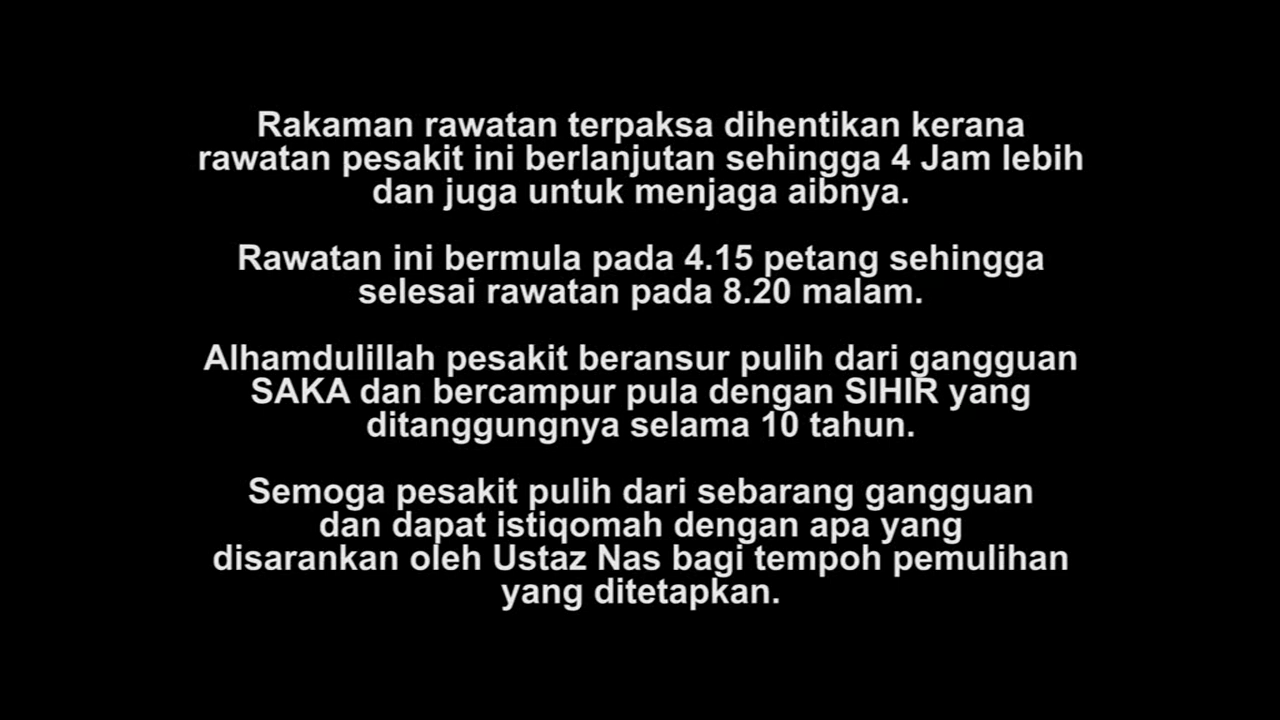 Rakaman rawatan terpaksa dihentikan kerana
rawatan pesakit ini berlanjutan sehingga 4 Jam lebih
dan juga untuk menjaga aibnya.
Rawatan ini bermula pada 4.15 petang sehingga
selesai rawatan pada 8.20 malam.
Alhamdulillah pesakit beransur pulih dari gangguan
SAKA dan bercampur pula dengan SIHIR yang
ditanggungnya selama 10 tahun.
Semoga pesakit pulih dari sebarang gangguan
dan dapat istiqomah dengan apa yang
disarankan oleh Ustaz Nas bagi tempoh pemulihan
yang ditetapkan.